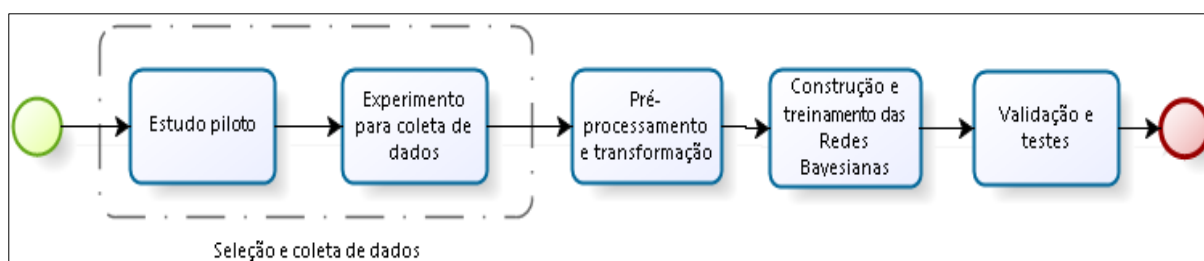 Estudo piloto
Experimento
para coleta de
dados
Pré-
processamento
e transformação
Construção e
treinamento das
Redes
Bayesianas
Validação e
testes
Seleção e coleta de dados